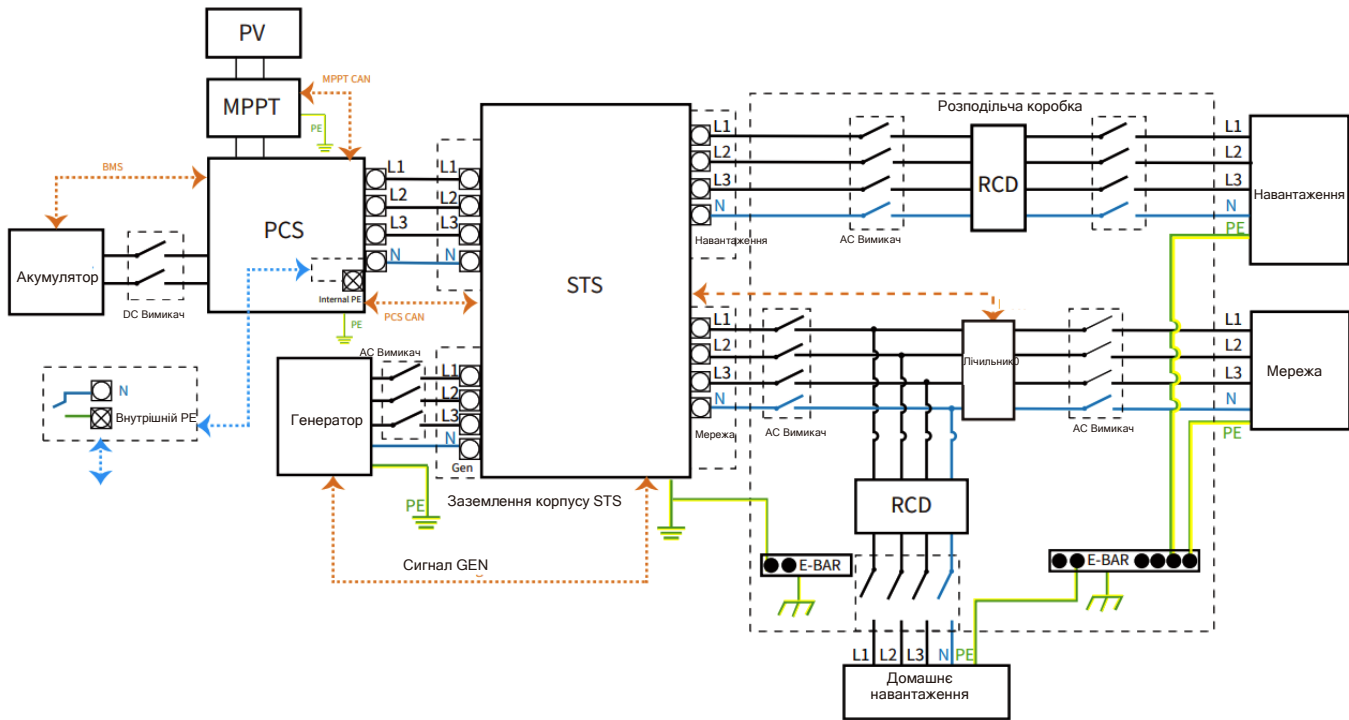 PV
MPPT CAN
MPPT
PE
BMS
PCS
L1
L2
L3
N
L1
L2
L3
N
Internal PE
PE
PCS CAN
Акумулятор
DC Вимикач
STS
L1
L2
L3
N
Навантаження
Розподільча коробка
AC Вимикач
RCD
L1
L2
L3
N
PE
Навантаження
L1
L2
L3
N
Мережа
AC Вимикач
Лічильник0
AC Вимикач
L1
L2
L3
N
PE
Мережа
N
Внутрішній PE
AC Вимикач
Генератор
L1
L2
L3
N
Gen
PE
Заземлення корпусу STS
Сигнал GEN
RCD
E-BAR
E-BAR
L1 L2 L3 N PE
Домашнє
навантаження